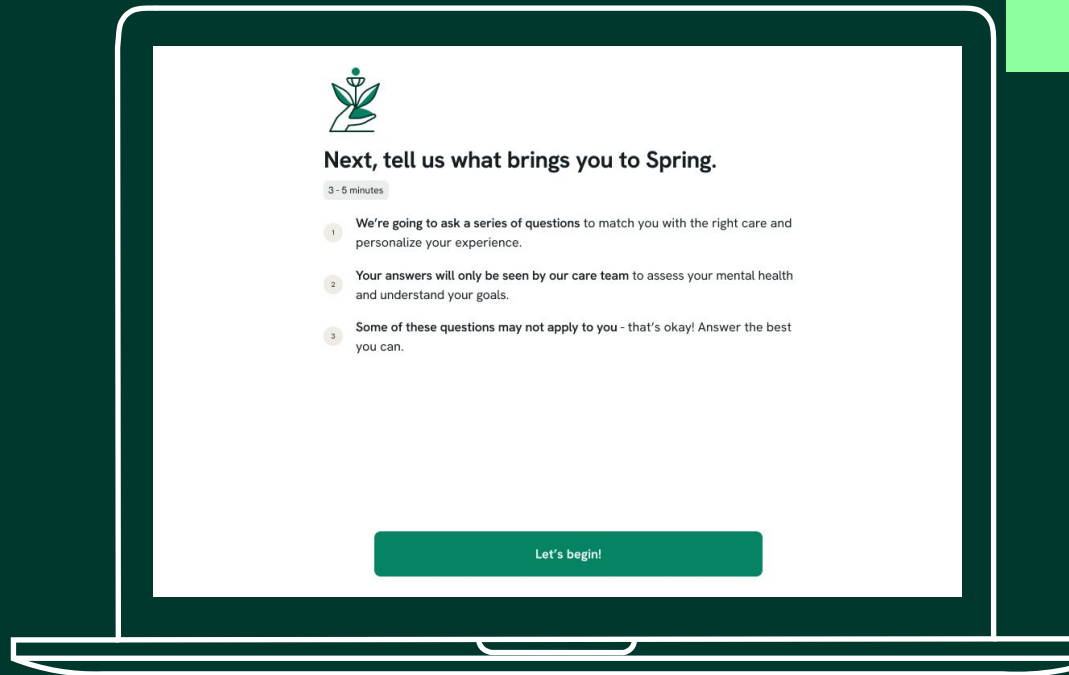 Next, tell us what brings you to Spring.
3 - 5 minutes
1
We’re going to ask a series of questions to match you with the right care and
personalize your experience.
2
Your answers will only be seen by our care team to assess your mental health
and understand your goals.
3
Some of these questions may not apply to you - that’s okay! Answer the best
you can.
Let’s begin!